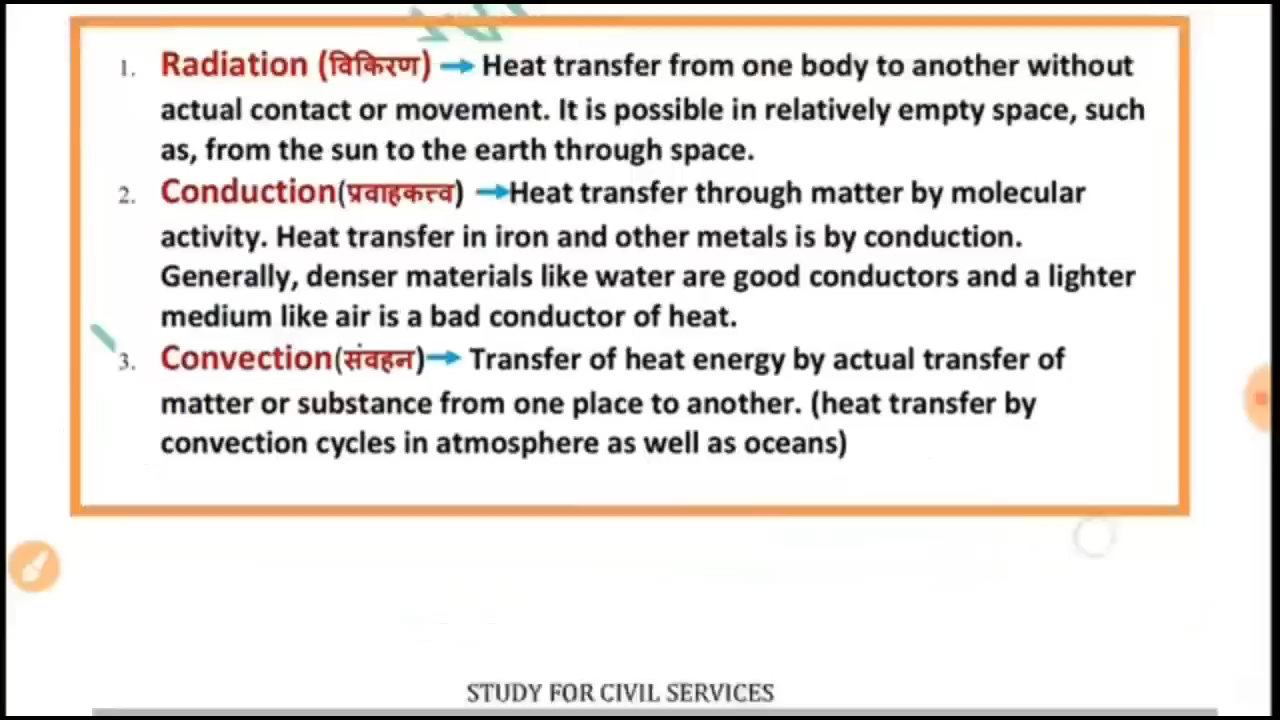 1. Radiation (विकिरण) → Heat transfer from one body to another without
actual contact or movement. It is possible in relatively empty space, such
as, from the sun to the earth through space.
2. Conduction(प्रवाहकत्त्व) →Heat transfer through matter by molecular
activity. Heat transfer in iron and other metals is by conduction.
Generally, denser materials like water are good conductors and a lighter
medium like air is a bad conductor of heat.
3. Convection(संवहन)→ Transfer of heat energy by actual transfer of
matter or substance from one place to another. (heat transfer by
convection cycles in atmosphere as well as oceans)
STUDY FOR CIVIL SERVICES